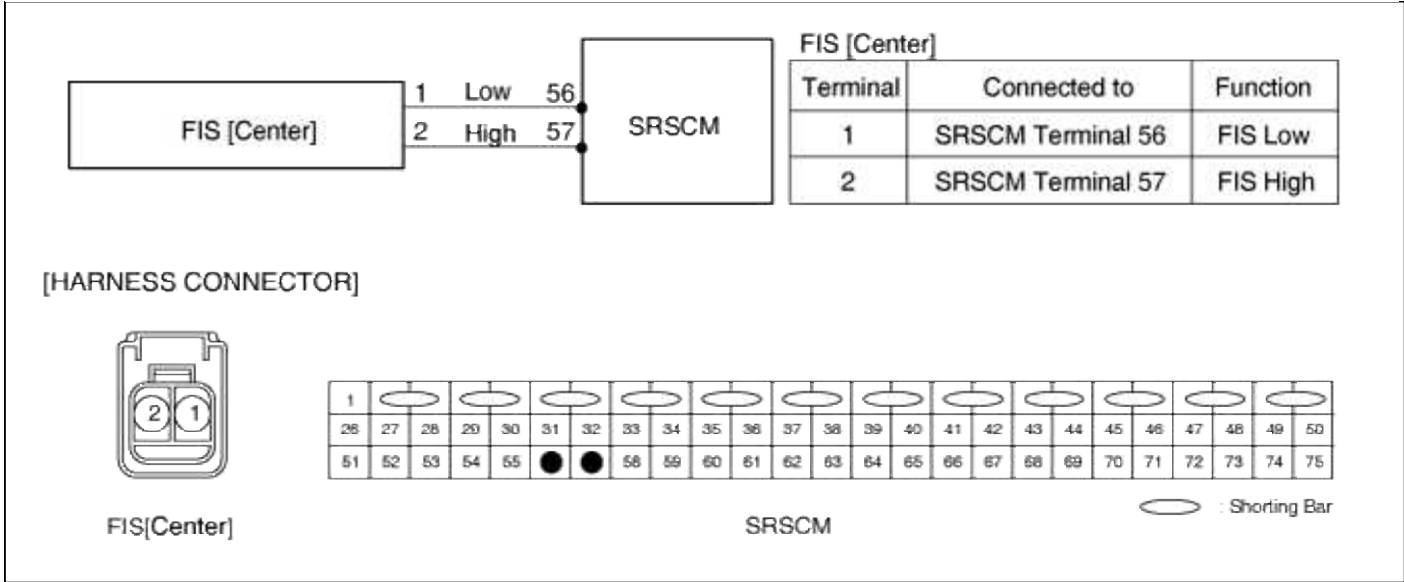 FIS [Center]
1 Low 56
2 High 57
FIS [Center]
SRSCM
Terminal Connected to Function
1 SRSCM Terminal 56 FIS Low
2 SRSCM Terminal 57 FIS High
[HARNESS CONNECTOR]
2 1
FIS[Center]
1
26 27 28 29 30 31 32 33 34 35 36 37 38 39 40 41 42 43 44 45 46 47 48 49 50
51 52 53 54 55 58 59 60 61 62 63 64 65 66 67 68 69 70 71 72 73 74 75
: Shorting Bar
SRSCM